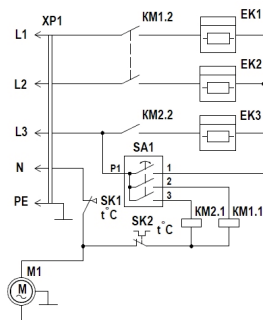 XP1 KM1.2 EK1
L1
EK2
L2
KM2.2 EK3
L3
SA1
P1 1
N 2
3
PE SK1
t°C
SK2 KM2.1 KM1.1
t°C
M1
M